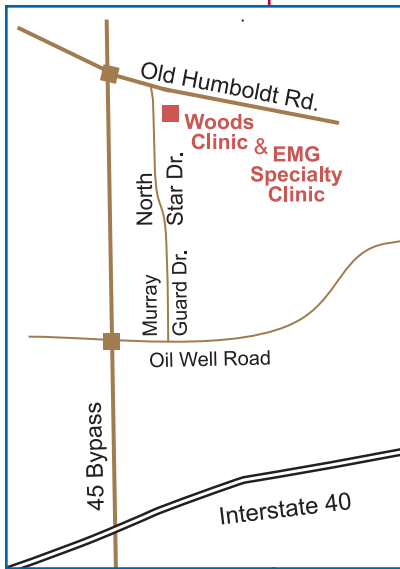 Old Humboldt Rd.
Woods
Clinic & EMG
Specialty
Clinic
North
Star Dr.
Murray
Guard Dr.
Oil Well Road
45 Bypass
Interstate 40